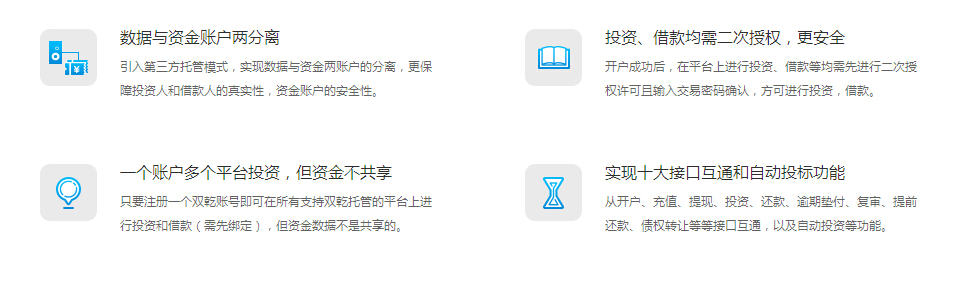 数据与资金账户两分离
引入第三方托管模式，实现数据与资金两账户的分离，更保
障投资人和借款人的真实性，资金账户的安全性。
投资、借款均需二次授权，更安全
开户成功后，在平台上进行投资、借款等均需先进行二次授
权许可且输入交易密码确认，方可进行投资，借款。
一个账户多个平台投资，但资金不共享
只要注册一个双乾账号即可在所有支持双乾托管的平台上进
行投资和借款（需先绑定），但资金数据不是共享的。
实现十大接口互通和自动投标功能
从开户、充值、提现、投资、还款、逾期垫付、复审、提前
还款、债权转让等等接口互通，以及自动投资等功能。